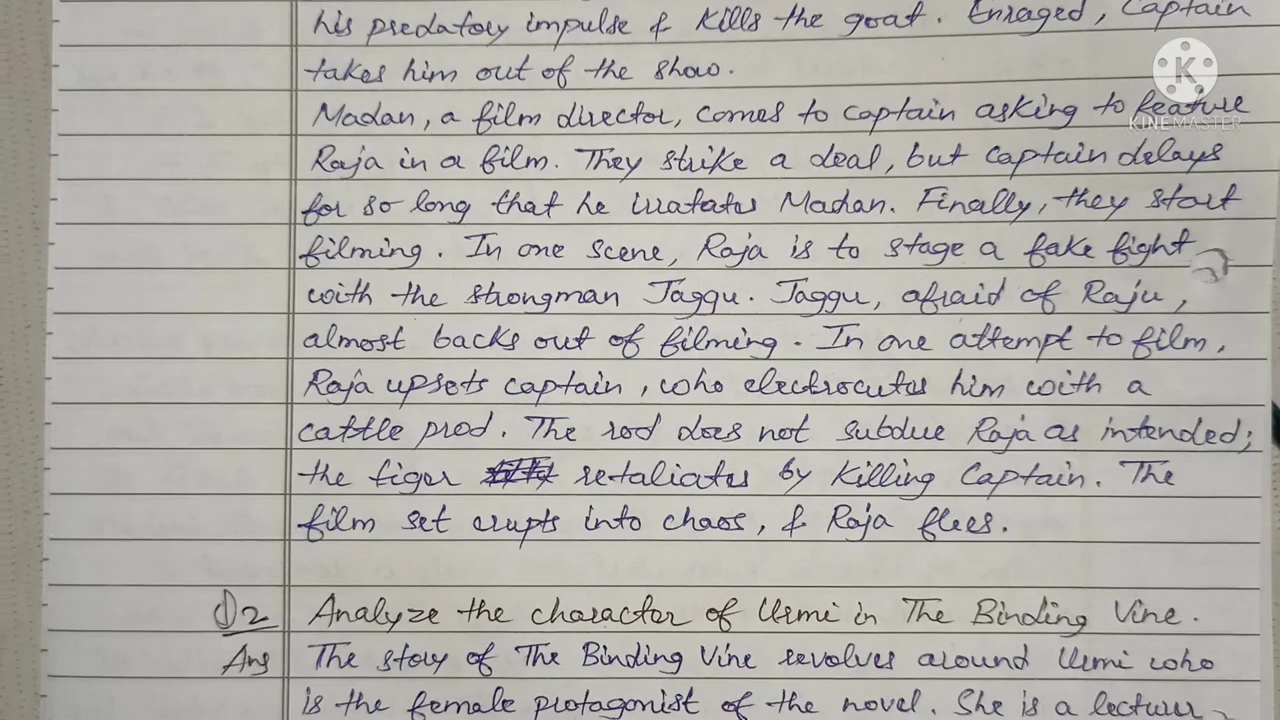 his predatory impulse & kills the goat. Enraged, Captain
takes him out of the show.
Madan, a film director, comes to captain asking to feature
KINEMASTER
Raja in a film. They strike a deal, but captain delays
for so long that he irratates Madan. Finally, they start
filming. In one scene, Raja is to stage a fake fight
with the strongman Jaggu. Jaggu, afraid of Raju,
almost backs out of filming. In one attempt to film,
Raja upsets captain, who electrocutes him with a
cattle prod. The rod does not subdue Raja as intended;
the tiger retaliates by killing Captain. The
film set erupts into chaos, & Raja flees.
Q2 Analyze the character of Urmi in The Binding Vine.
Ans The story of The Binding Vine revolves around Urmi who
is the female protagonist of the novel. She is a lecturer